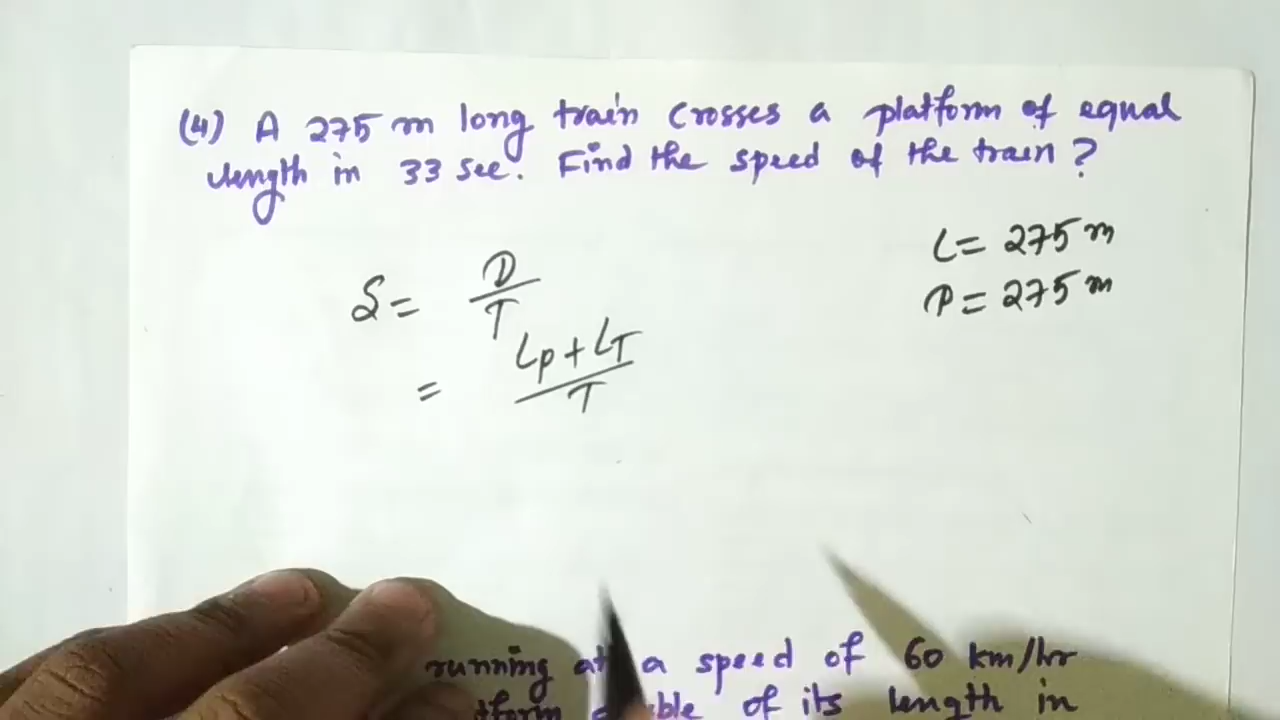 (4) A 275 m long train crosses a platform of equal
length in 33 sec. Find the speed of the train ?
L = 275 m
P = 275 m
S = D/T
= LP + LT / T
running at a speed of 60 km/hr
of its length in